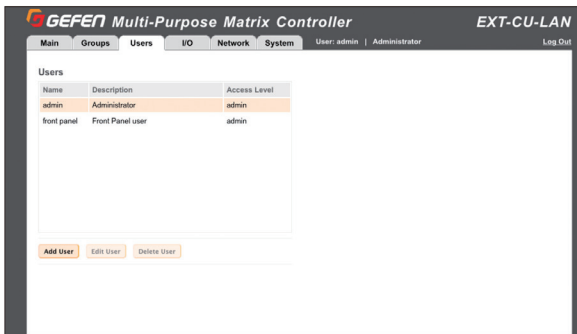 GEFEN Multi-Purpose Matrix Controller EXT-CU-LAN
Main Groups Users I/O Network System User: admin | Administrator Log Out
Users
Name Description Access Level
admin Administrator admin
front panel Front Panel user admin
Add User Edit User Delete User